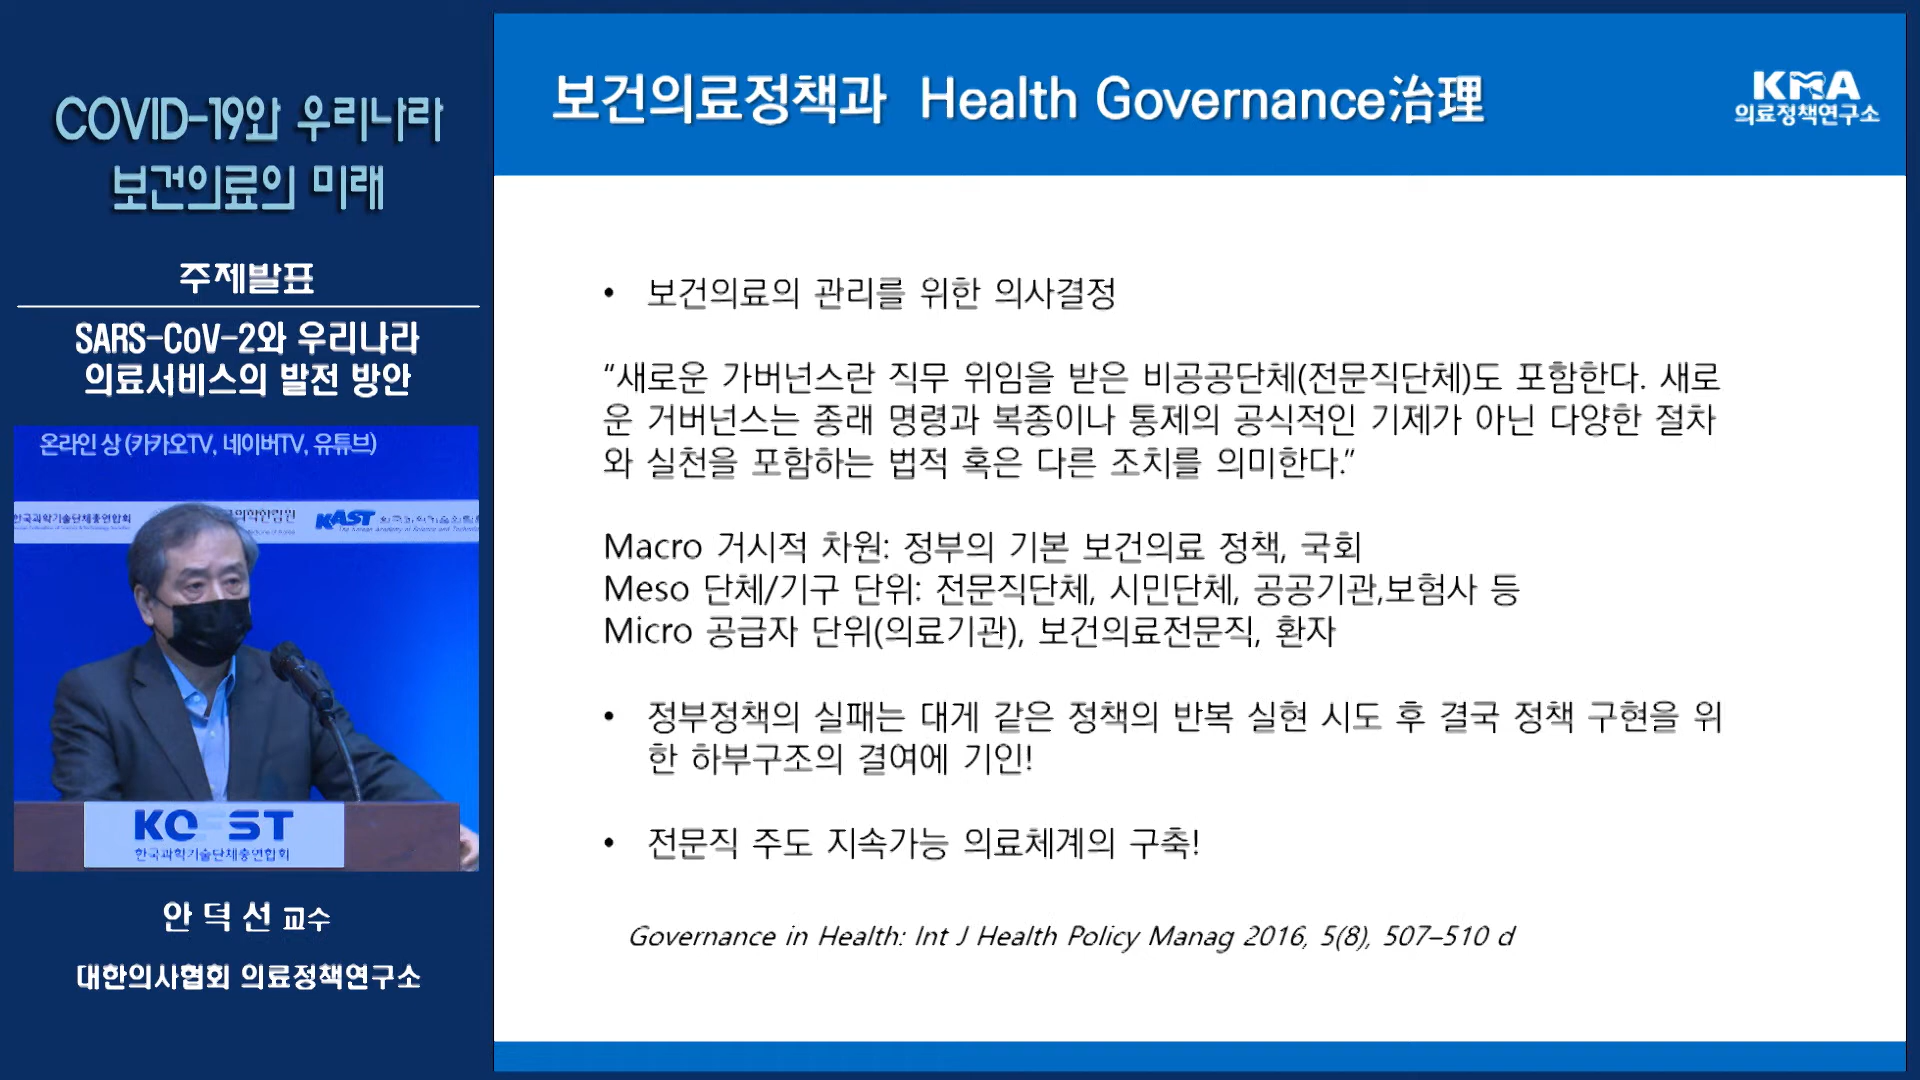 COVID-19와 우리나라
보건의료의 미래
주제발표
SARS-CoV-2와 우리나라
의료서비스의 발전 방안
온라인 상 (카카오TV, 네이버TV, 유튜브)
한국과학기술단체총연합회
의학한림원
KAST 한국과학기술한림원
The Korean Academy of Science and Technology
한국과학기술단체총연합회
안 덕 선 교수
대한의사협회 의료정책연구소
보건의료정책과 Health Governance治理
KMA
의료정책연구소
• 보건의료의 관리를 위한 의사결정
“새로운 가버넌스란 직무 위임을 받은 비공공단체(전문직단체)도 포함한다. 새로
운 거버넌스는 종래 명령과 복종이나 통제의 공식적인 기제가 아닌 다양한 절차
와 실천을 포함하는 법적 혹은 다른 조치를 의미한다.”
Macro 거시적 차원: 정부의 기본 보건의료 정책, 국회
Meso 단체/기구 단위: 전문직단체, 시민단체, 공공기관,보험사 등
Micro 공급자 단위(의료기관), 보건의료전문직, 환자
• 정부정책의 실패는 대게 같은 정책의 반복 실현 시도 후 결국 정책 구현을 위
한 하부구조의 결여에 기인!
• 전문직 주도 지속가능 의료체계의 구축!
Governance in Health: Int J Health Policy Manag 2016, 5(8), 507–510 d